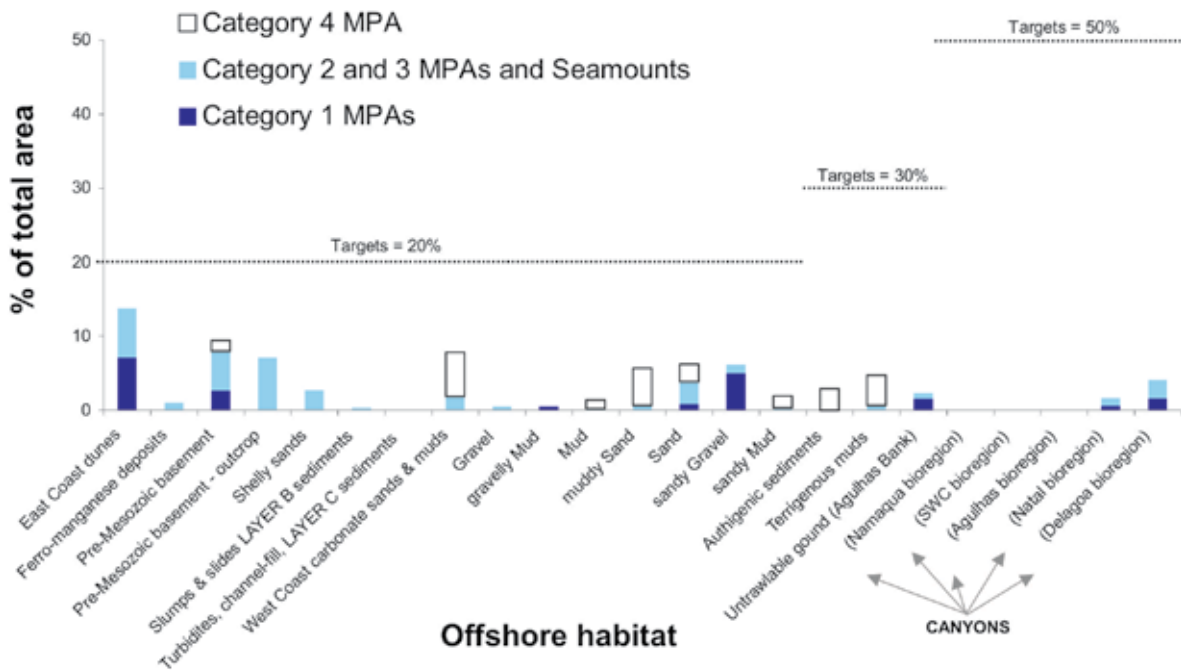 Category 4 MPA
Category 2 and 3 MPAs and Seamounts
Category 1 MPAs
Targets = 50%
Targets = 30%
Targets = 20%
% of total area
50
40
30
20
10
0
East Coast dunes
Ferro-manganese deposits
Pre-Mesozoic basement
Pre-Mesozoic basement - outcrop
Shelly sands
Slumps & slides LAYER B sediments
Turbidites, channel-fill, LAYER C sediments
West Coast carbonate sands & muds
Gravel
gravelly Mud
Mud
muddy Sand
Sand
sandy Gravel
sandy Mud
Authigenic sediments
Terrigenous muds
Untrawlable gound (Agulhas Bank)
(Namaqua bioregion)
(SWC bioregion)
(Agulhas bioregion)
(Natal bioregion)
(Delagoa bioregion)
CANYONS
Offshore habitat